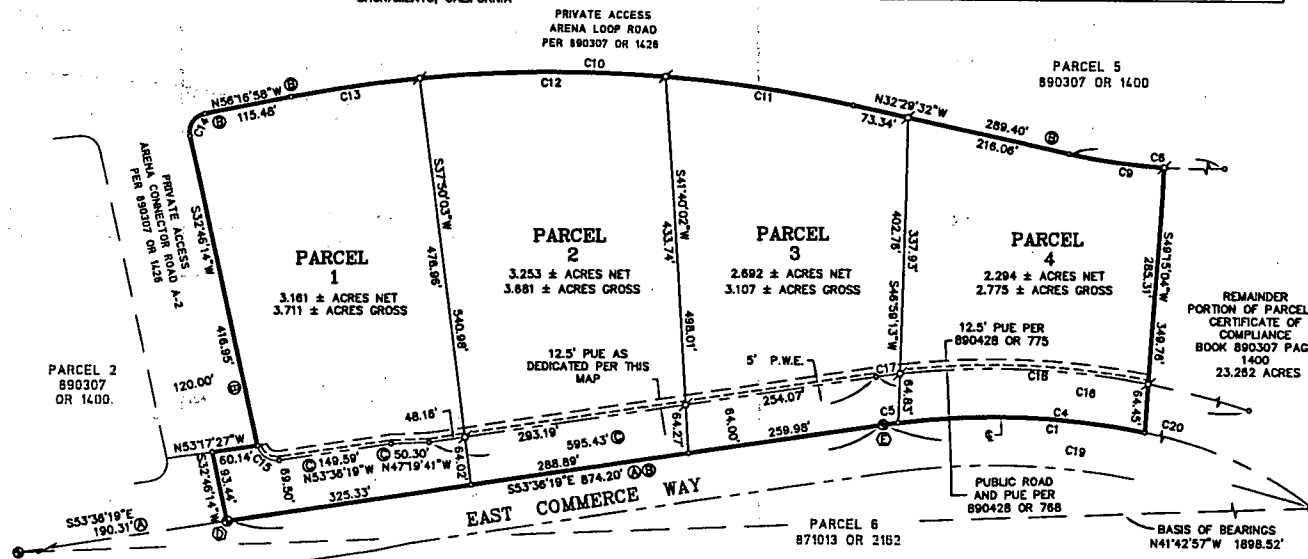 PRIVATE ACCESS
ARENA LOOP ROAD
PER 890307 OR 1426
PARCEL 5
890307 OR 1400
N56°16'58"W
115.48'
B
C14
B
C13
C10
C12
C11
N32°29'32"W
73.34'
289.40'
B
216.06'
C9
C6
PRIVATE ACCESS
ARENA CONNECTOR ROAD A-2
PER 890307 OR 1426
S32°46'14"W
416.95'
B
120.00'
S37°50'03"W
478.96'
540.98'
S41°40'02"W
433.74'
498.01'
402.76'
337.93'
S46°59'13"W
S49°15'04"W
285.31'
349.76'
PARCEL
1
3.161 ± ACRES NET
3.711 ± ACRES GROSS
PARCEL
2
3.253 ± ACRES NET
3.681 ± ACRES GROSS
PARCEL
3
2.692 ± ACRES NET
3.107 ± ACRES GROSS
PARCEL
4
2.294 ± ACRES NET
2.775 ± ACRES GROSS
REMAINDER
PORTION OF PARCEL
CERTIFICATE OF
COMPLIANCE
BOOK 890307 PAG
1400
23.262 ACRES
12.5' PUE PER
890428 OR 775
12.5' PUE AS
DEDICATED PER THIS
MAP
5' P.W.E.
PARCEL 2
890307
OR 1400
C17
C18
C16
254.07'
64.83'
64.45'
48.16'
293.19'
64.27'
64.00'
259.98'
C5
E
C4
C1
C20
C19
N53°17'27"W
60.14'
C15
69.50'
C
149.59'
N53°36'19"W
C
50.30'
N47°19'41"W
64.02'
595.43'
C
288.89'
S53°36'19"E 874.20' A B
325.33'
S32°46'14"W
93.44'
D
S53°36'19"E
190.31' A
EAST COMMERCE WAY
PUBLIC ROAD
AND PUE PER
890428 OR 768
PARCEL 6
871013 OR 2162
BASIS OF BEARINGS
N41°42'57"W 1898.52'